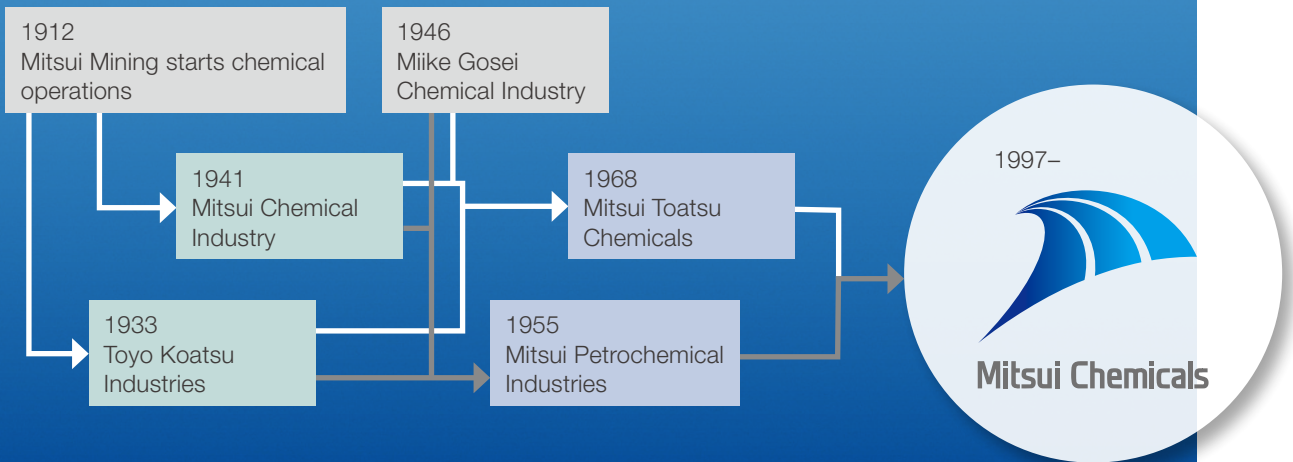 1912
Mitsui Mining starts chemical
operations
1946
Miike Gosei
Chemical Industry
1941
Mitsui Chemical
Industry
1968
Mitsui Toatsu
Chemicals
1933
Toyo Koatsu
Industries
1955
Mitsui Petrochemical
Industries
1997–
Mitsui Chemicals